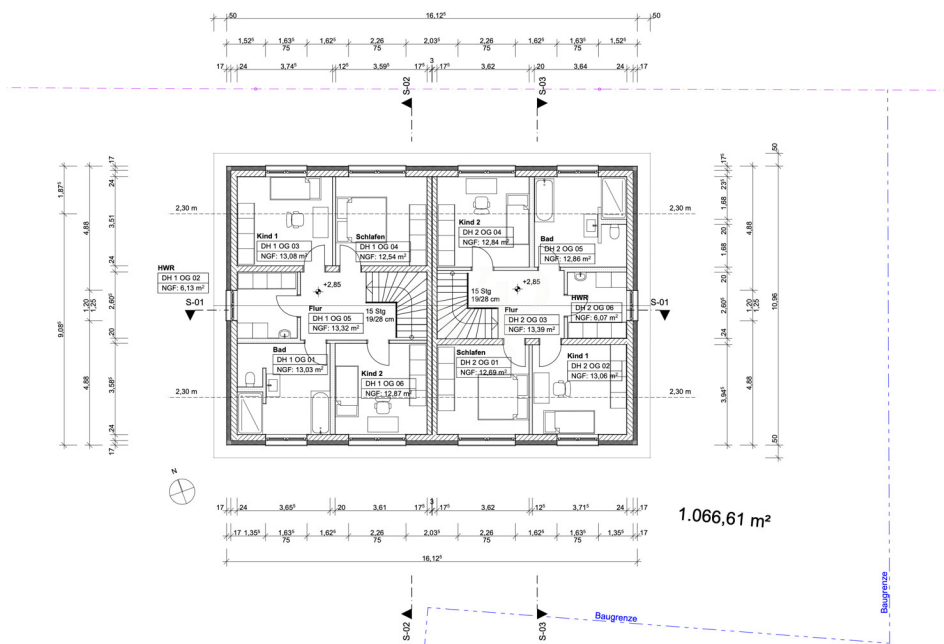 50
16,12⁵
50
1,52⁵
1,63⁵
1,62⁵
2,26
2,03⁵
2,26
1,62⁵
1,63⁵
1,52⁵
75
75
75
75
3
17
24
3,74⁵
12⁵
3,59⁵
17⁵
17⁵
3,62
20
3,64
24
17
S-02
S-03
17
24
1,87⁵
3,51
4,88
24
2,60⁵
1,20
1,25
9,08⁵
20
3,58⁵
4,88
24
17
2,30 m
2,30 m
Kind 1
DH 1 OG 03
NGF: 13,08 m²
Schlafen
DH 1 OG 04
NGF: 12,54 m²
Kind 2
DH 2 OG 04
NGF: 12,84 m²
Bad
DH 2 OG 05
NGF: 12,86 m²
HWR
DH 1 OG 02
NGF: 6,13 m²
S-01
+2,85
15 Stg
19/28 cm
Flur
DH 1 OG 05
NGF: 13,32 m²
15 Stg
19/28 cm
+2,85
Flur
DH 2 OG 03
NGF: 13,39 m²
HWR
DH 2 OG 06
NGF: 6,07 m²
S-01
Bad
DH 1 OG 01
NGF: 13,03 m²
Kind 2
DH 1 OG 06
NGF: 12,87 m²
Schlafen
DH 2 OG 01
NGF: 12,69 m²
Kind 1
DH 2 OG 02
NGF: 13,06 m²
2,30 m
2,30 m
17⁵
23⁵
1,68
20
1,68
4,88
20
2,60⁵
1,20
1,25
24
3,94⁵
4,88
24
17
50
10,96
50
N
3
17
24
3,65⁵
20
3,61
17⁵
17⁵
3,62
12⁵
3,71⁵
24
17
17
1,35⁵
1,63⁵
1,62⁵
2,26
2,03⁵
2,26
1,62⁵
1,63⁵
1,35⁵
17
75
75
75
75
16,12⁵
1.066,61 m²
Baugrenze
Baugrenze
S-02
S-03